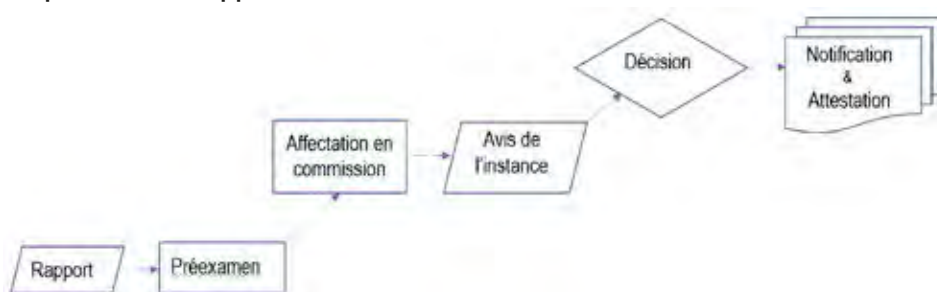 Rapport
Préexamen
Affectation en
commission
Avis de
l'instance
Décision
Notification
&
Attestation